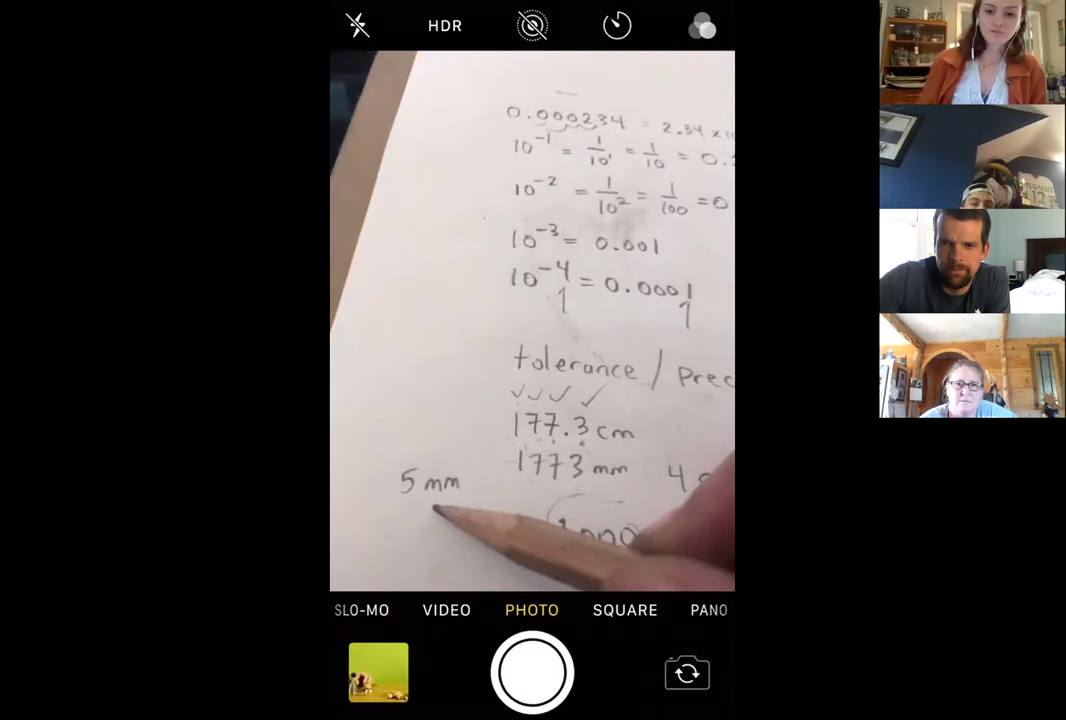 HDR
0.000234 = 2.34 x 10
10⁻¹ = 1/10¹ = 1/10 = 0.
10⁻² = 1/10² = 1/100 = 0
10⁻³ = 0.001
10⁻⁴ = 0.0001
tolerance / Prec
177.3 cm
1773 mm 4
5 mm
SLO-MO VIDEO PHOTO SQUARE PANO